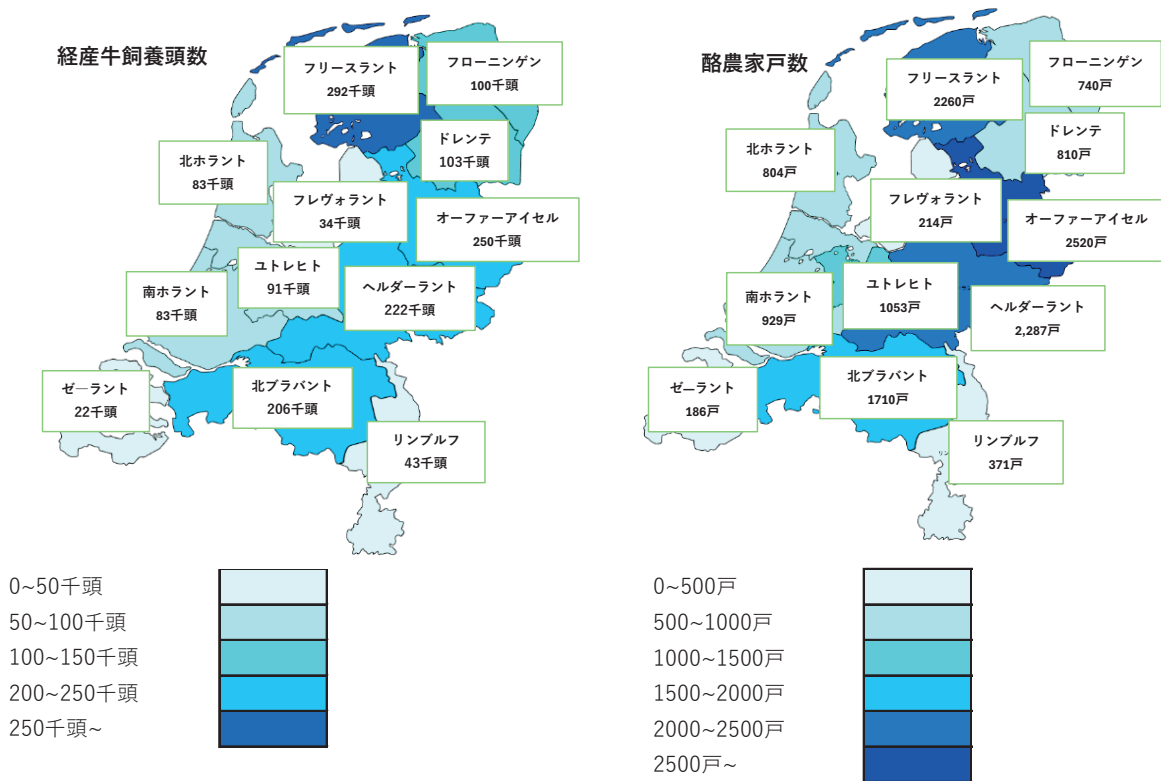 経産牛飼養頭数
フリースラント
292千頭
フローニンゲン
100千頭
ドレンテ
103千頭
北ホラント
83千頭
フレヴォラント
34千頭
オーファーアイセル
250千頭
ユトレヒト
91千頭
南ホラント
83千頭
ヘルダーラント
222千頭
ゼーラント
22千頭
北ブラバント
206千頭
リンブルフ
43千頭
0~50千頭
50~100千頭
100~150千頭
200~250千頭
250千頭~
酪農家戸数
フリースラント
2260戸
フローニンゲン
740戸
ドレンテ
810戸
北ホラント
804戸
フレヴォラント
214戸
オーファーアイセル
2520戸
ユトレヒト
1053戸
南ホラント
929戸
ヘルダーラント
2,287戸
ゼーラント
186戸
北ブラバント
1710戸
リンブルフ
371戸
0~500戸
500~1000戸
1000~1500戸
1500~2000戸
2000~2500戸
2500戸~